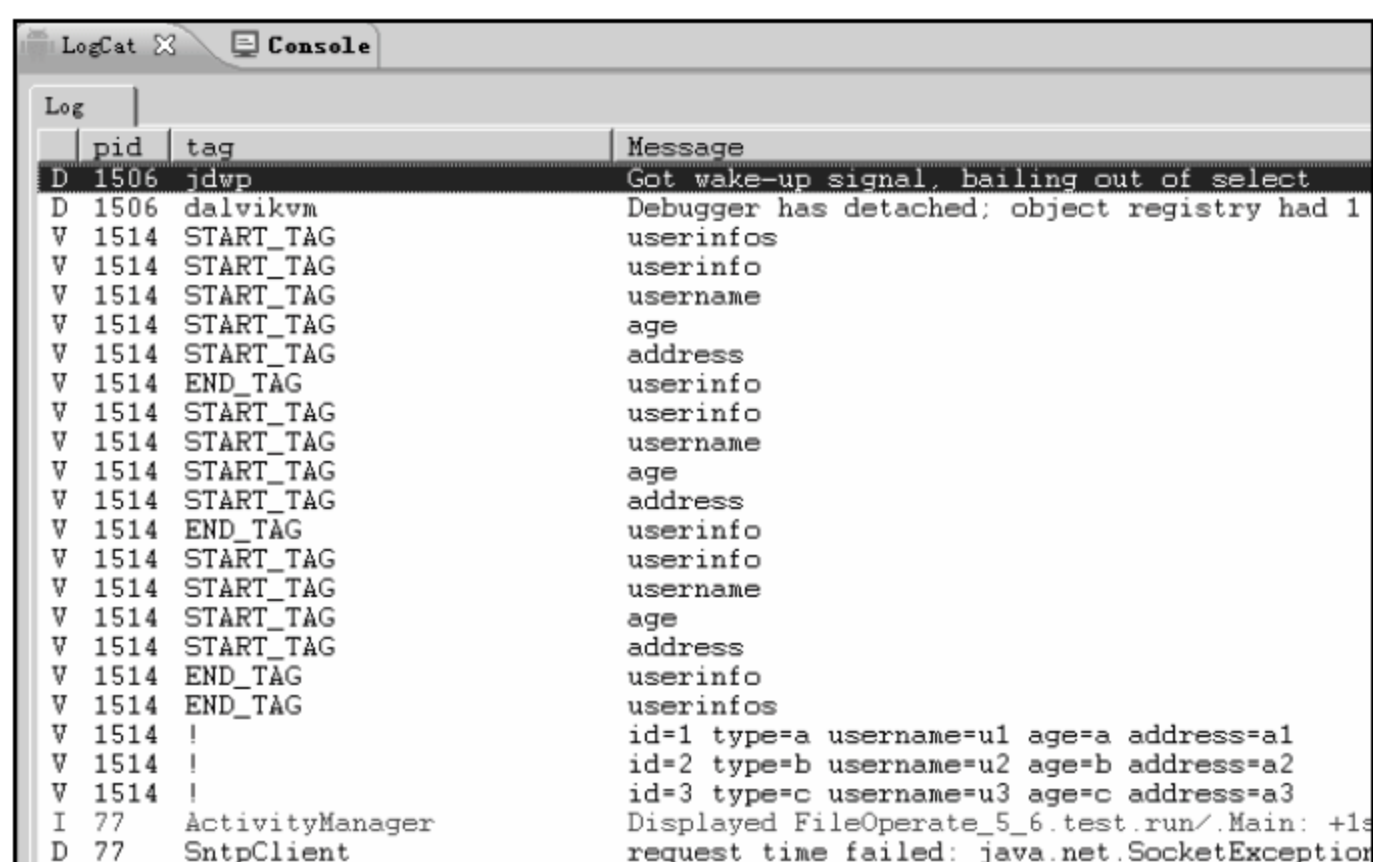 LogCat Console
Log
pid tag Message
D 1506 jdwp Got wake-up signal, bailing out of select
D 1506 dalvikvm Debugger has detached; object registry had 1
V 1514 START_TAG userinfos
V 1514 START_TAG userinfo
V 1514 START_TAG username
V 1514 START_TAG age
V 1514 START_TAG address
V 1514 END_TAG userinfo
V 1514 START_TAG userinfo
V 1514 START_TAG username
V 1514 START_TAG age
V 1514 START_TAG address
V 1514 END_TAG userinfo
V 1514 START_TAG userinfo
V 1514 START_TAG username
V 1514 START_TAG age
V 1514 START_TAG address
V 1514 END_TAG userinfo
V 1514 END_TAG userinfos
V 1514 ! id=1 type=a username=u1 age=a address=a1
V 1514 ! id=2 type=b username=u2 age=b address=a2
V 1514 ! id=3 type=c username=u3 age=c address=a3
I 77 ActivityManager Displayed FileOperate_5_6.test.run/.Main: +1s
D 77 SntpClient request time failed: java.net.SocketException